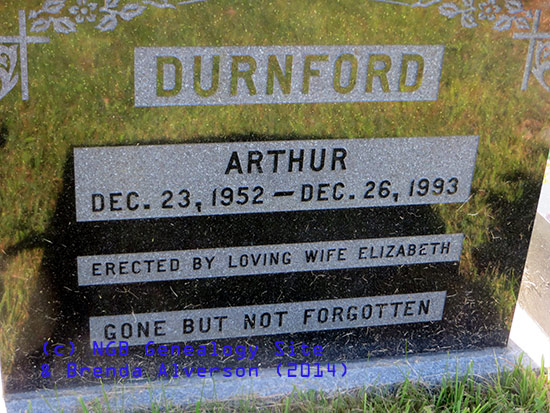 DURNFORD
ARTHUR
DEC. 23, 1952 — DEC. 26, 1993
ERECTED BY LOVING WIFE ELIZABETH
GONE BUT NOT FORGOTTEN
(c) NGB Genealogy Site
& Brenda Alverson (2014)